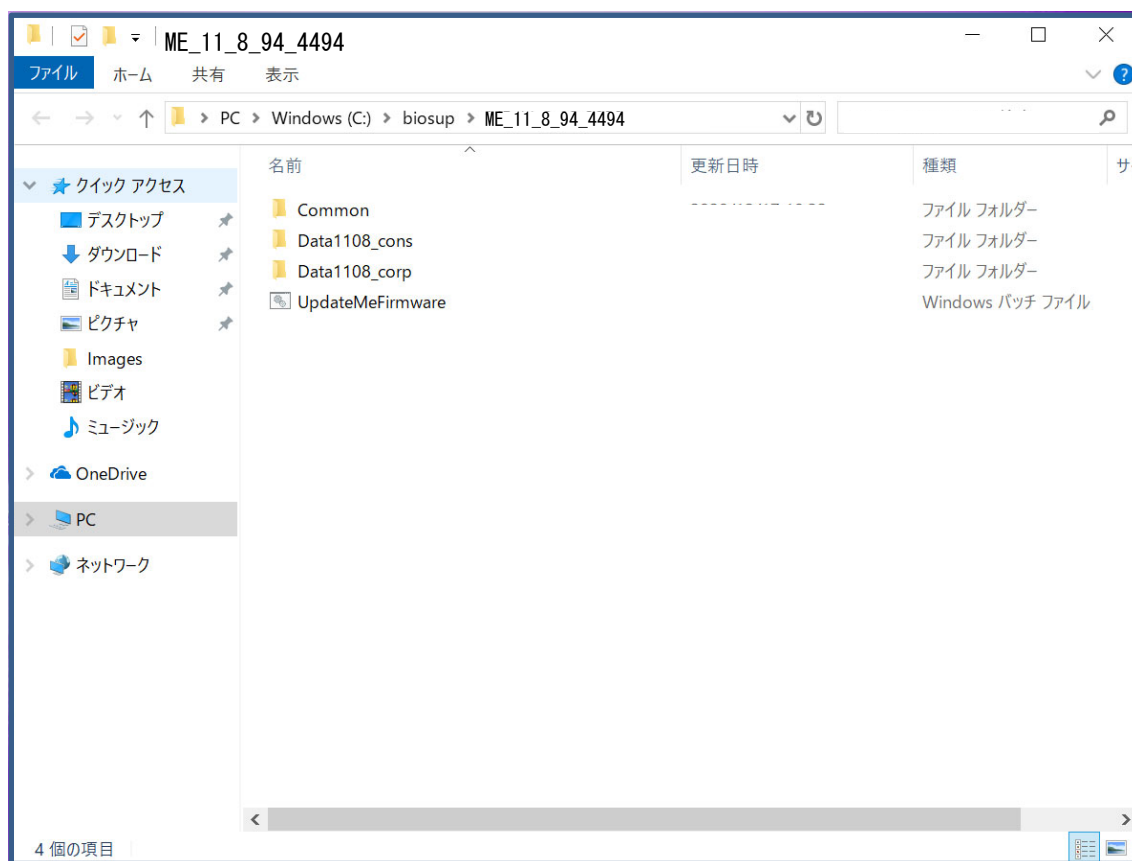 ME_11_8_94_4494
ファイル ホーム 共有 表示
PC > Windows (C:) > biosup > ME_11_8_94_4494
名前 更新日時 種類 サ
クイック アクセス
デスクトップ
ダウンロード
ドキュメント
ピクチャ
Images
ビデオ
ミュージック
OneDrive
PC
ネットワーク
Common ファイル フォルダー
Data1108_cons ファイル フォルダー
Data1108_corp ファイル フォルダー
UpdateMeFirmware Windows バッチ ファイル
4 個の項目